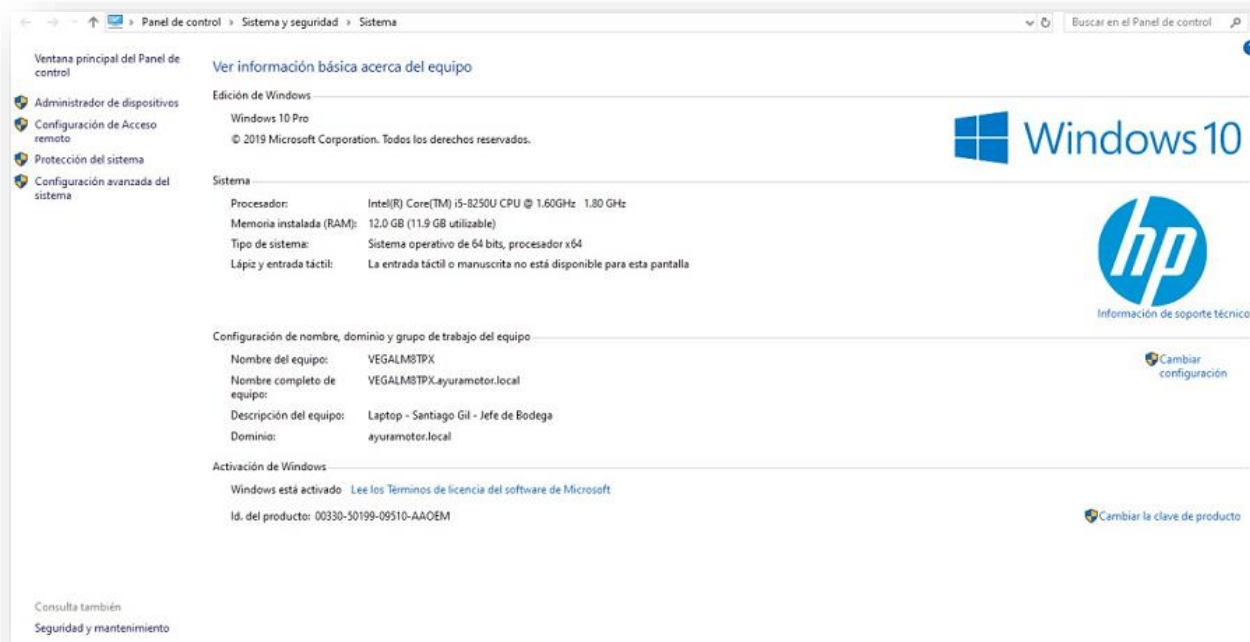 Panel de control > Sistema y seguridad > Sistema
Buscar en el Panel de control
Ventana principal del Panel de
control
Administrador de dispositivos
Configuración de Acceso
remoto
Protección del sistema
Configuración avanzada del
sistema
Ver información básica acerca del equipo
Edición de Windows
Windows 10 Pro
© 2019 Microsoft Corporation. Todos los derechos reservados.
Windows 10
Sistema
Procesador: Intel(R) Core(TM) i5-8250U CPU @ 1.60GHz 1.80 GHz
Memoria instalada (RAM): 12.0 GB (11.9 GB utilizable)
Tipo de sistema: Sistema operativo de 64 bits, procesador x64
Lápiz y entrada táctil: La entrada táctil o manuscrita no está disponible para esta pantalla
hp
Información de soporte técnico
Configuración de nombre, dominio y grupo de trabajo del equipo
Nombre del equipo: VEGALM8TPX
Nombre completo de
equipo: VEGALM8TPX.ayuramotor.local
Descripción del equipo: Laptop - Santiago Gil - Jefe de Bodega
Dominio: ayuramotor.local
Cambiar
configuración
Activación de Windows
Windows está activado Lee los Términos de licencia del software de Microsoft
Id. del producto: 00330-50199-09510-AAOEM
Cambiar la clave de producto
Consulta también
Seguridad y mantenimiento